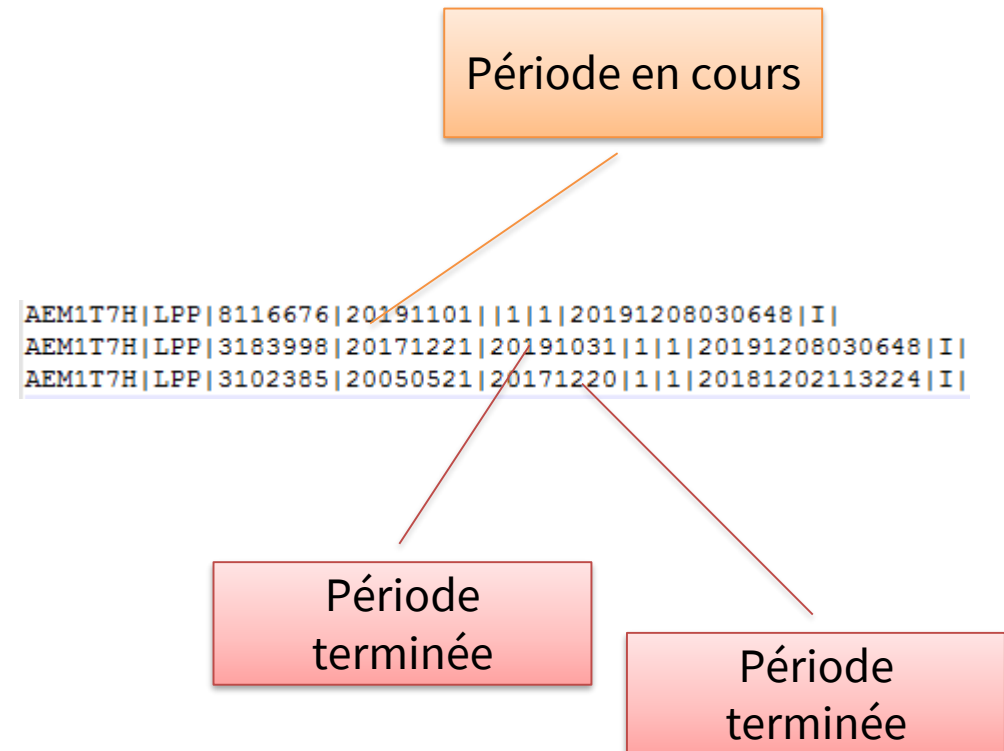 Période en cours
AEM1T7H|LPP|8116676|20191101||1|1|20191208030648|I|
AEM1T7H|LPP|3183998|20171221|20191031|1|1|20191208030648|I|
AEM1T7H|LPP|3102385|20050521|20171220|1|1|20181202113224|I|
Période
terminée
Période
terminée